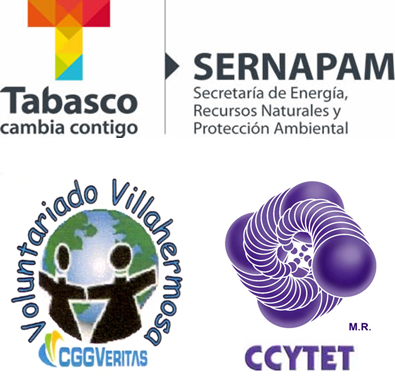 Tabasco
cambia contigo
SERNAPAM
Secretaría de Energía,
Recursos Naturales y
Protección Ambiental
Voluntariado Villahermosa
CGGVERITAS
M.R.
CCYTET